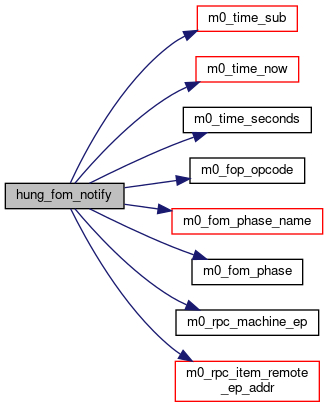 m0_time_sub
m0_time_now
m0_time_seconds
m0_fop_opcode
hung_fom_notify
m0_fom_phase_name
m0_fom_phase
m0_rpc_machine_ep
m0_rpc_item_remote
_ep_addr